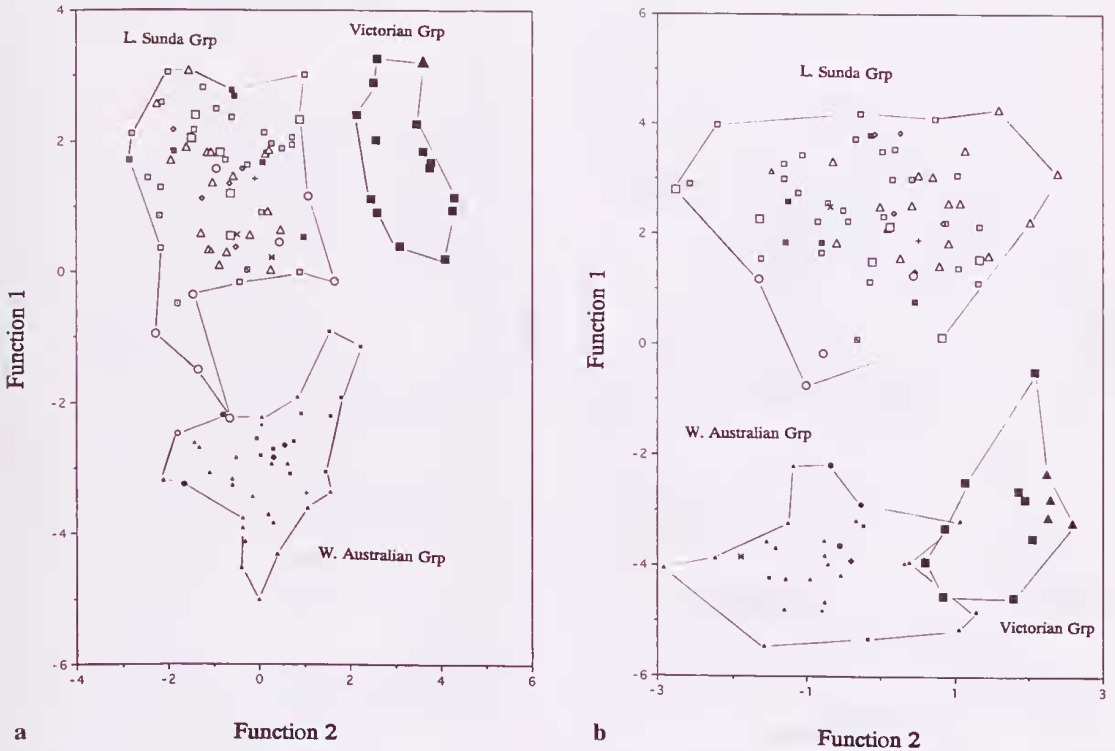 4
2
0
-2
-4
-6
Function 1
L. Sunda Grp
Victorian Grp
W. Australian Grp
-4
-2
0
2
4
6
a
Function 2
6
4
2
0
-2
-4
-6
Function 1
L. Sunda Grp
W. Australian Grp
Victorian Grp
-3
-1
1
3
b
Function 2